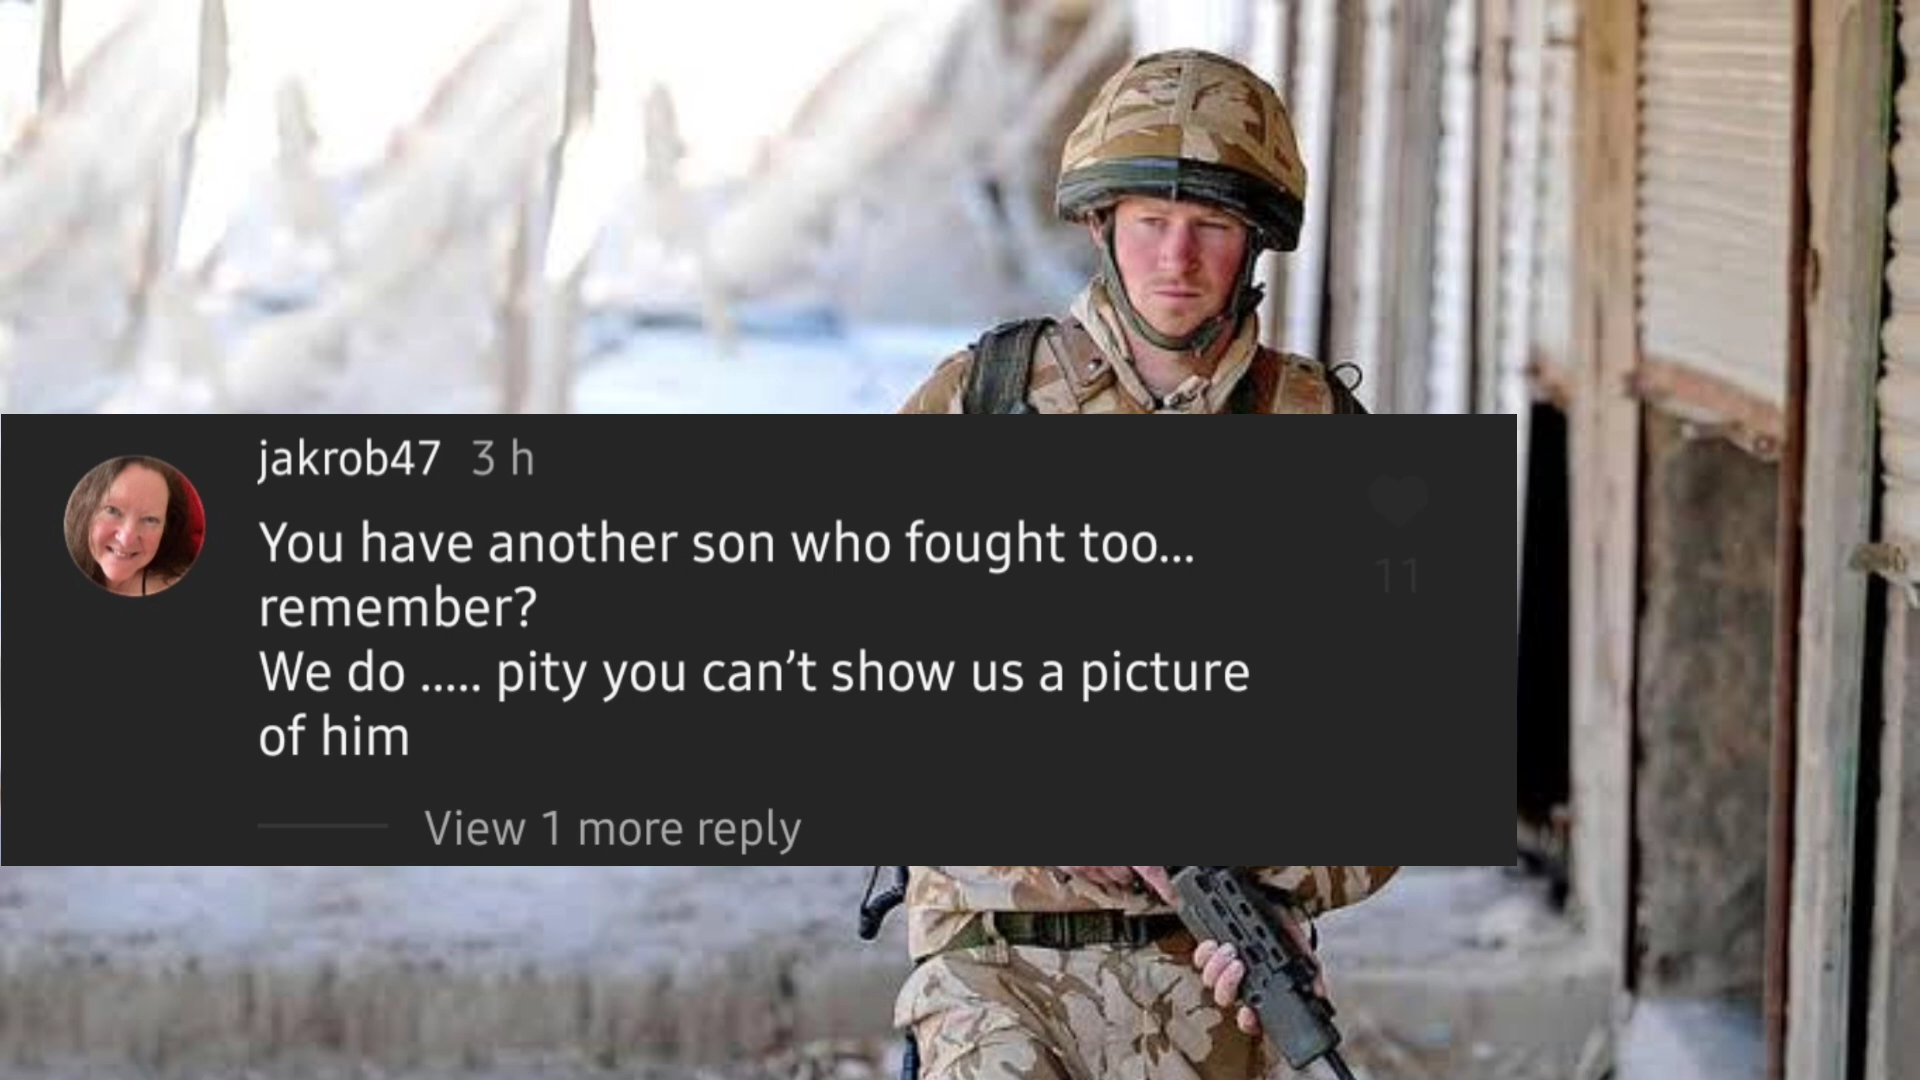 jakrob47 3 h
You have another son who fought too...
remember?
We do ..... pity you can't show us a picture
of him
11
View 1 more reply